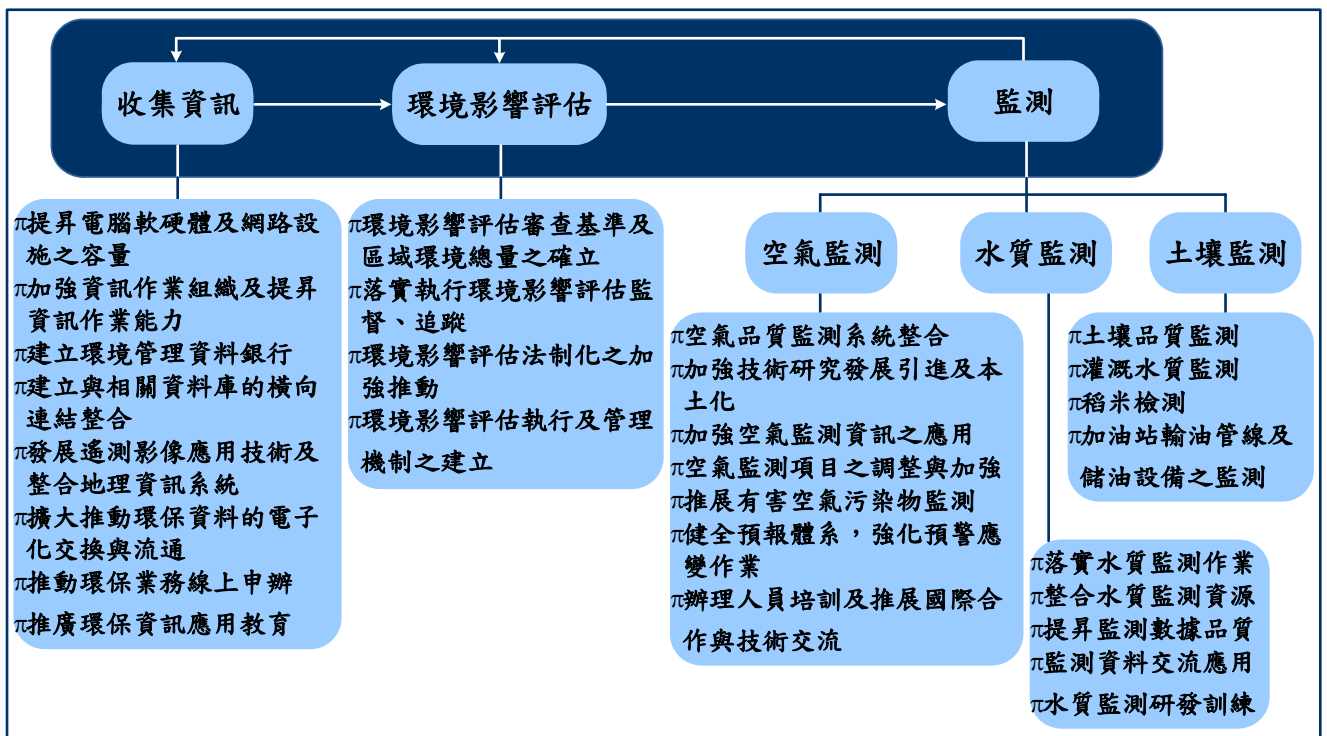 收集資訊
環境影響評估
監測
π提昇電腦軟硬體及網路設
施之容量
π加強資訊作業組織及提昇
資訊作業能力
π建立環境管理資料銀行
π建立與相關資料庫的橫向
連結整合
π發展遙測影像應用技術及
整合地理資訊系統
π擴大推動環保資料的電子
化交換與流通
π推動環保業務線上申辦
π推廣環保資訊應用教育
π環境影響評估審查基準及
區域環境總量之確立
π落實執行環境影響評估監
督、追蹤
π環境影響評估法制化之加
強推動
π環境影響評估執行及管理
機制之建立
空氣監測
水質監測
土壤監測
π空氣品質監測系統整合
π加強技術研究發展引進及本
土化
π加強空氣監測資訊之應用
π空氣監測項目之調整與加強
π推展有害空氣污染物監測
π健全預報體系，強化預警應
變作業
π辦理人員培訓及推展國際合
作與技術交流
π落實水質監測作業
π整合水質監測資源
π提昇監測數據品質
π監測資料交流應用
π水質監測研發訓練
π土壤品質監測
π灌溉水質監測
π稻米檢測
π加油站輸油管線及
儲油設備之監測